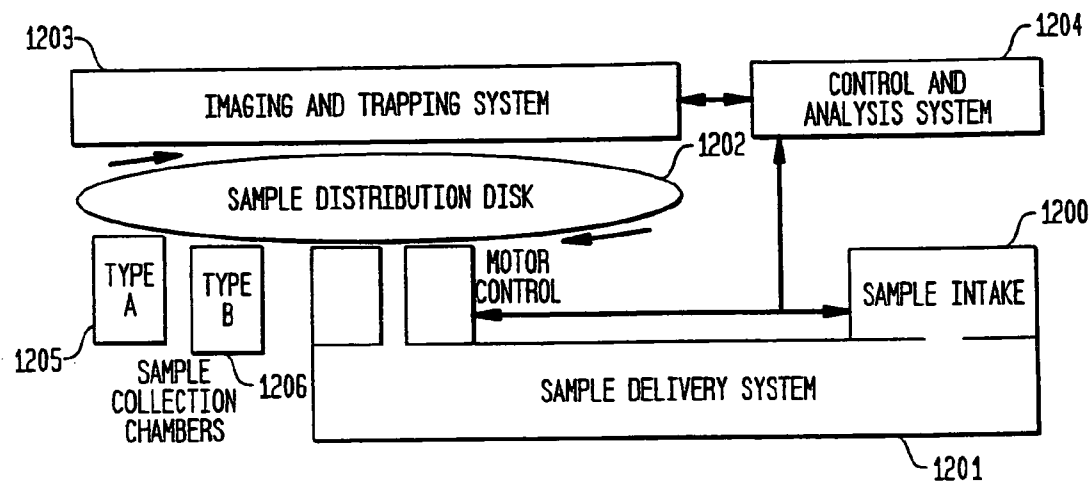 1203
1204
IMAGING AND TRAPPING SYSTEM
CONTROL AND
ANALYSIS SYSTEM
1202
SAMPLE DISTRIBUTION DISK
1200
TYPE
A
TYPE
B
MOTOR
CONTROL
SAMPLE INTAKE
1205
1206
SAMPLE
COLLECTION
CHAMBERS
SAMPLE DELIVERY SYSTEM
1201